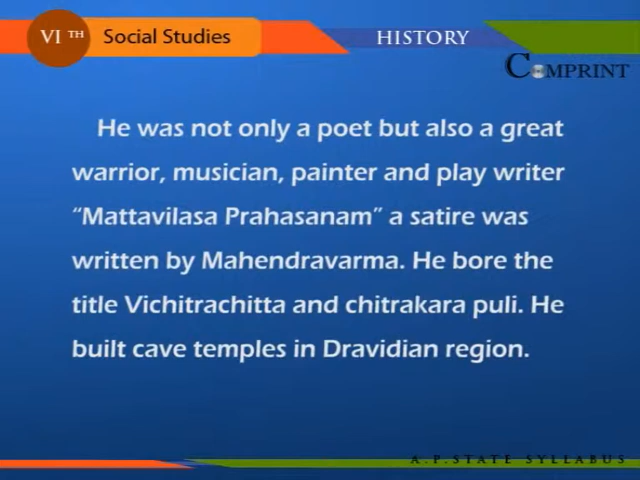 VI TH Social Studies
HISTORY
COMPRINT
He was not only a poet but also a great
warrior, musician, painter and play writer
“Mattavilasa Prahasanam” a satire was
written by Mahendravarma. He bore the
title Vichitrachitta and chitrakara puli. He
built cave temples in Dravidian region.
A.P.STATE SYLLABUS